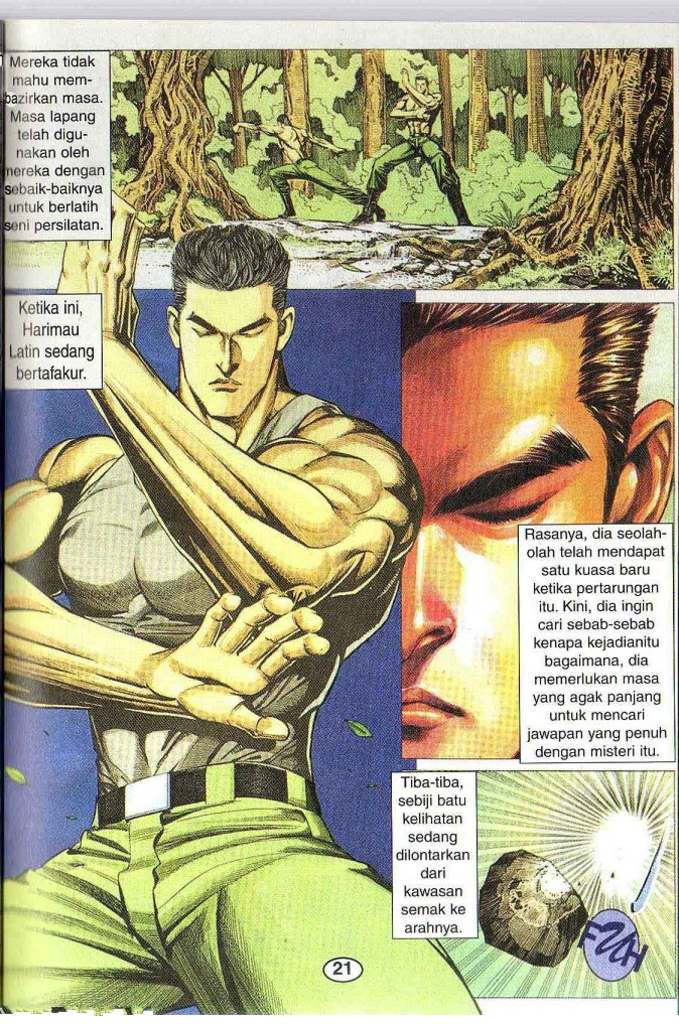 Mereka tidak
mahu mem-
bazirkan masa.
Masa lapang
telah digu-
nakan oleh
mereka dengan
sebaik-baiknya
untuk berlatih
seni persilatan.
Ketika ini,
Harimau
Latin sedang
bertafakur.
Rasanya, dia seolah-
olah telah mendapat
satu kuasa baru
ketika pertarungan
itu. Kini, dia ingin
cari sebab-sebab
kenapa kejadianitu
bagaimana, dia
memerlukan masa
yang agak panjang
untuk mencari
jawapan yang penuh
dengan misteri itu.
Tiba-tiba,
sebiji batu
kelihatan
sedang
dilontarkan
dari
kawasan
semak ke
arahnya.
FZZH
21